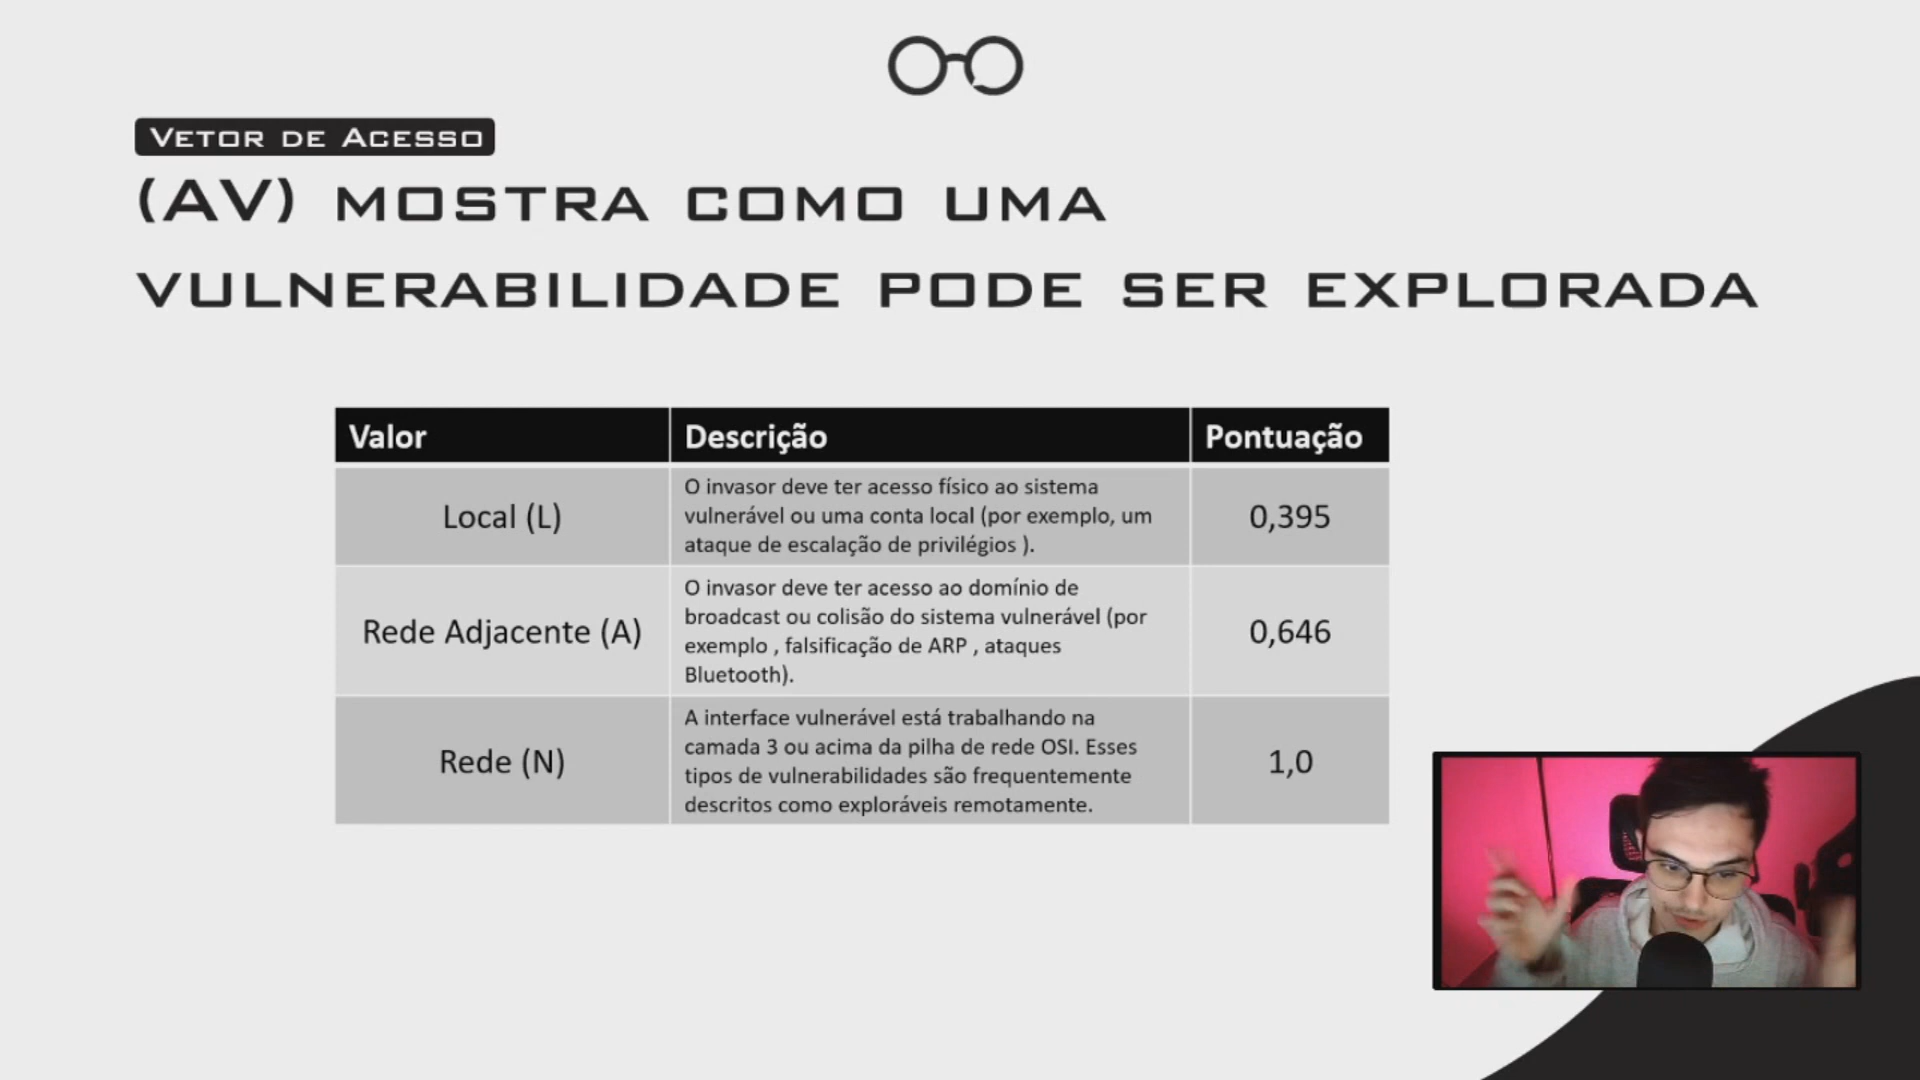 Vetor de Acesso
(AV) mostra como uma
vulnerabilidade pode ser explorada
Valor
Descrição
Pontuação
Local (L)
O invasor deve ter acesso físico ao sistema
vulnerável ou uma conta local (por exemplo, um
ataque de escalação de privilégios ).
0,395
Rede Adjacente (A)
O invasor deve ter acesso ao domínio de
broadcast ou colisão do sistema vulnerável (por
exemplo , falsificação de ARP , ataques
Bluetooth).
0,646
Rede (N)
A interface vulnerável está trabalhando na
camada 3 ou acima da pilha de rede OSI. Esses
tipos de vulnerabilidades são frequentemente
descritos como exploráveis remotamente.
1,0